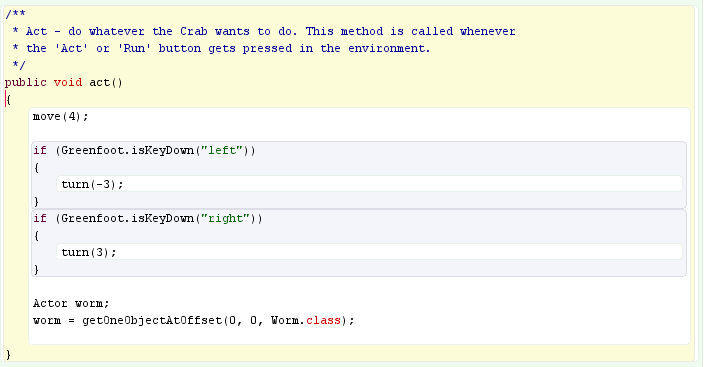 /**
 * Act - do whatever the Crab wants to do. This method is called whenever
 * the 'Act' or 'Run' button gets pressed in the environment.
 */
public void act()
{
    move(4);

    if (Greenfoot.isKeyDown("left"))
    {
        turn(-3);
    }
    if (Greenfoot.isKeyDown("right"))
    {
        turn(3);
    }

    Actor worm;
    worm = getOneObjectAtOffset(0, 0, Worm.class);

}